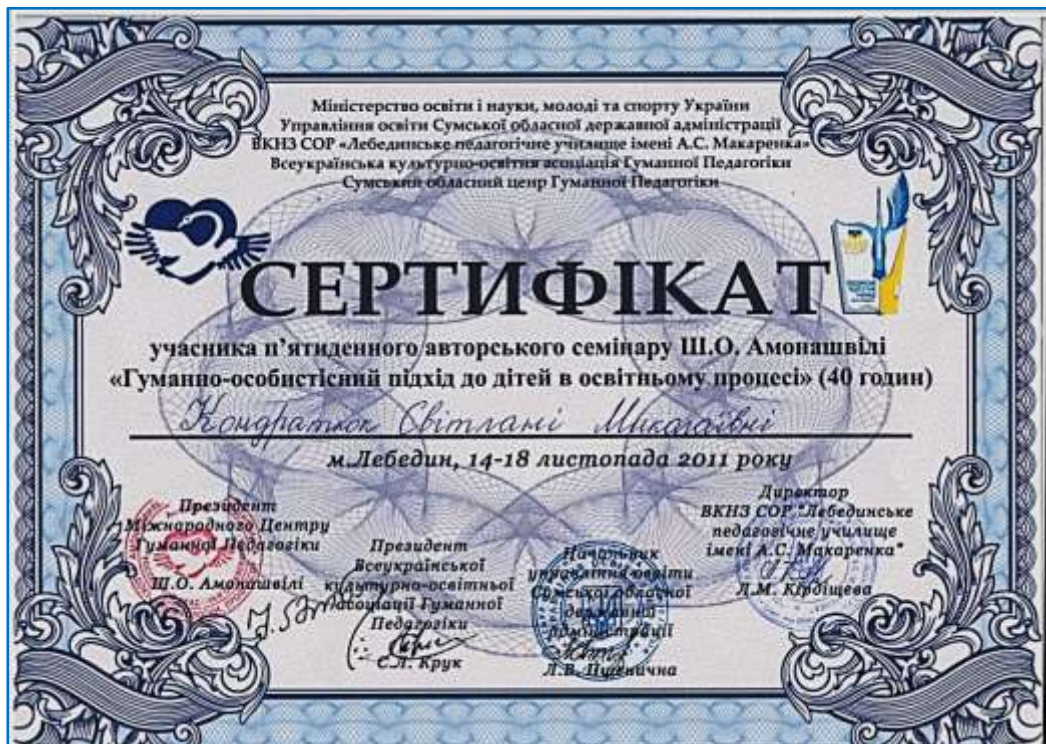 Міністерство освіти і науки, молоді та спорту України
Управління освіти Сумської обласної державної адміністрації
ВКНЗ СОР «Лебединське педагогічне училище імені А.С. Макаренка»
Всеукраїнська культурно-освітня асоціація Гуманної Педагогіки
Сумський обласний ценр Гуманної Педагогіки
СЕРТИФІКАТ
учасника п’ятиденного авторського семінару Ш.О. Амонашвілі
«Гуманно-особистісний підхід до дітей в освітньому процесі» (40 годин)
Кондратюк Світлані Миколаївні
м.Лебедин, 14-18 листопада 2011 року
Президент
Міжнародного Центру
Гуманної Педагогіки
Ш.О. Амонашвілі
Президент
Всеукраїнської
культурно-освітньої
асоціації Гуманної
Педагогіки
С.Л. Крук
Начальник
управління освіти
Сумської обласної
державної
адміністрації
Л.В. Пшенична
Директор
ВКНЗ СОР "Лебединське
педагогічне училище
імені А.С. Макаренка"
Л.М. Кірдіщева